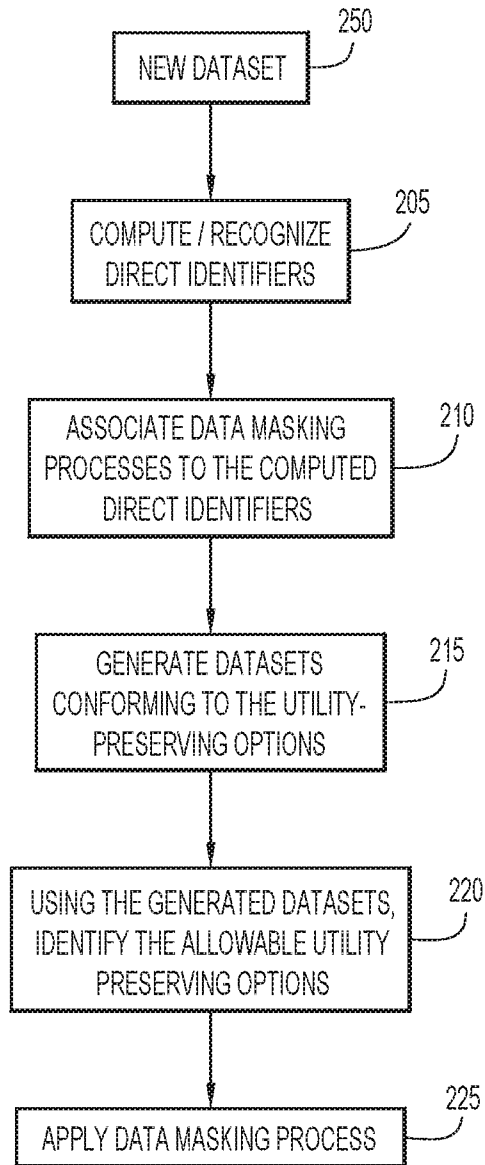 250
NEW DATASET
205
COMPUTE / RECOGNIZE
DIRECT IDENTIFIERS
210
ASSOCIATE DATA MASKING
PROCESSES TO THE COMPUTED
DIRECT IDENTIFIERS
215
GENERATE DATASETS
CONFORMING TO THE UTILITY-
PRESERVING OPTIONS
220
USING THE GENERATED DATASETS,
IDENTIFY THE ALLOWABLE UTILITY
PRESERVING OPTIONS
225
APPLY DATA MASKING PROCESS